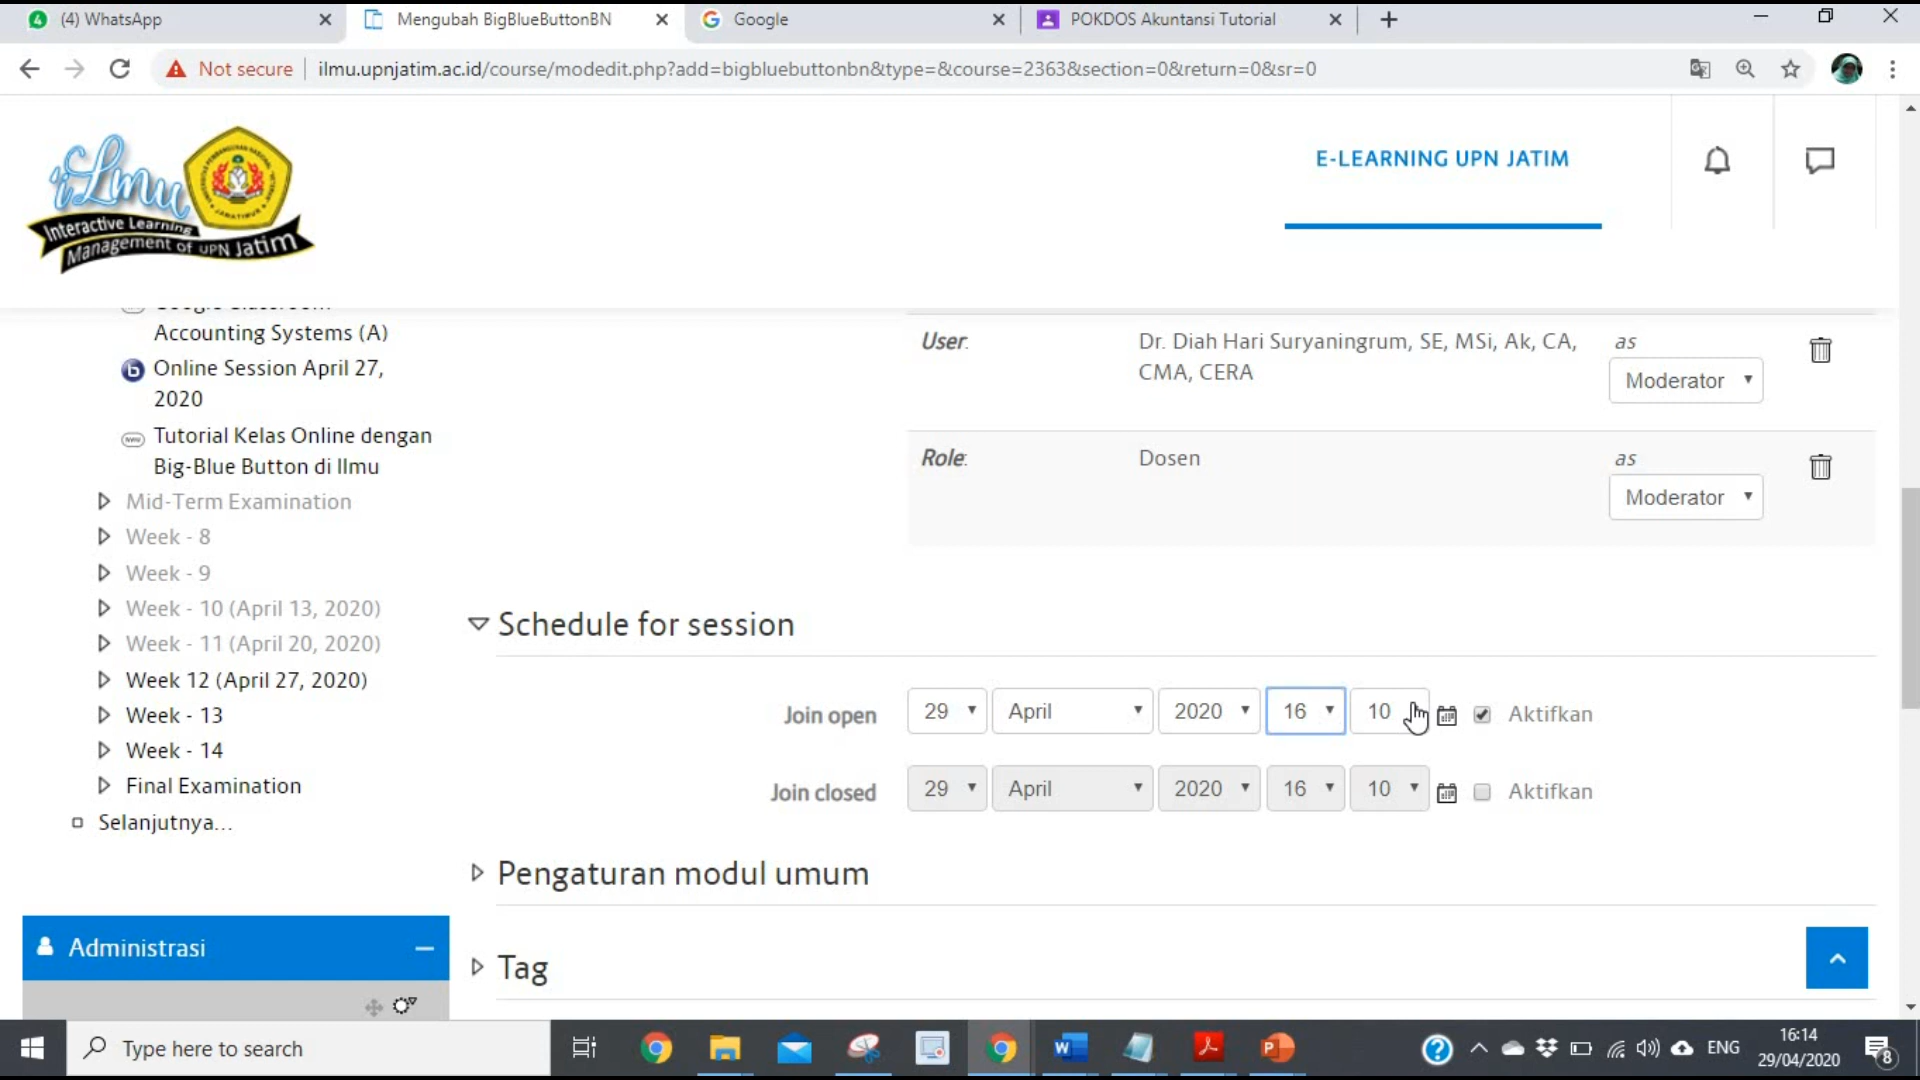 (4) WhatsApp
Mengubah BigBlueButtonBN
Google
POKDOS Akuntansi Tutorial
Not secure
ilmu.upnjatim.ac.id/course/modedit.php?add=bigbluebuttonbn&type=&course=2363&section=0&return=0&sr=0
iLmu
Interactive Learning
Management of UPN Jatim
E-LEARNING UPN JATIM
Accounting Systems (A)
Online Session April 27,
2020
Tutorial Kelas Online dengan
Big-Blue Button di Ilmu
Mid-Term Examination
Week - 8
Week - 9
Week - 10 (April 13, 2020)
Week - 11 (April 20, 2020)
Week 12 (April 27, 2020)
Week - 13
Week - 14
Final Examination
Selanjutnya...
Administrasi
User:
Dr. Diah Hari Suryaningrum, SE, MSi, Ak, CA,
CMA, CERA
as
Moderator
Role:
Dosen
as
Moderator
Schedule for session
Join open
29 April 2020 16 10 Aktifkan
Join closed
29 April 2020 16 10 Aktifkan
Pengaturan modul umum
Tag
Type here to search
ENG
16:14
29/04/2020
8